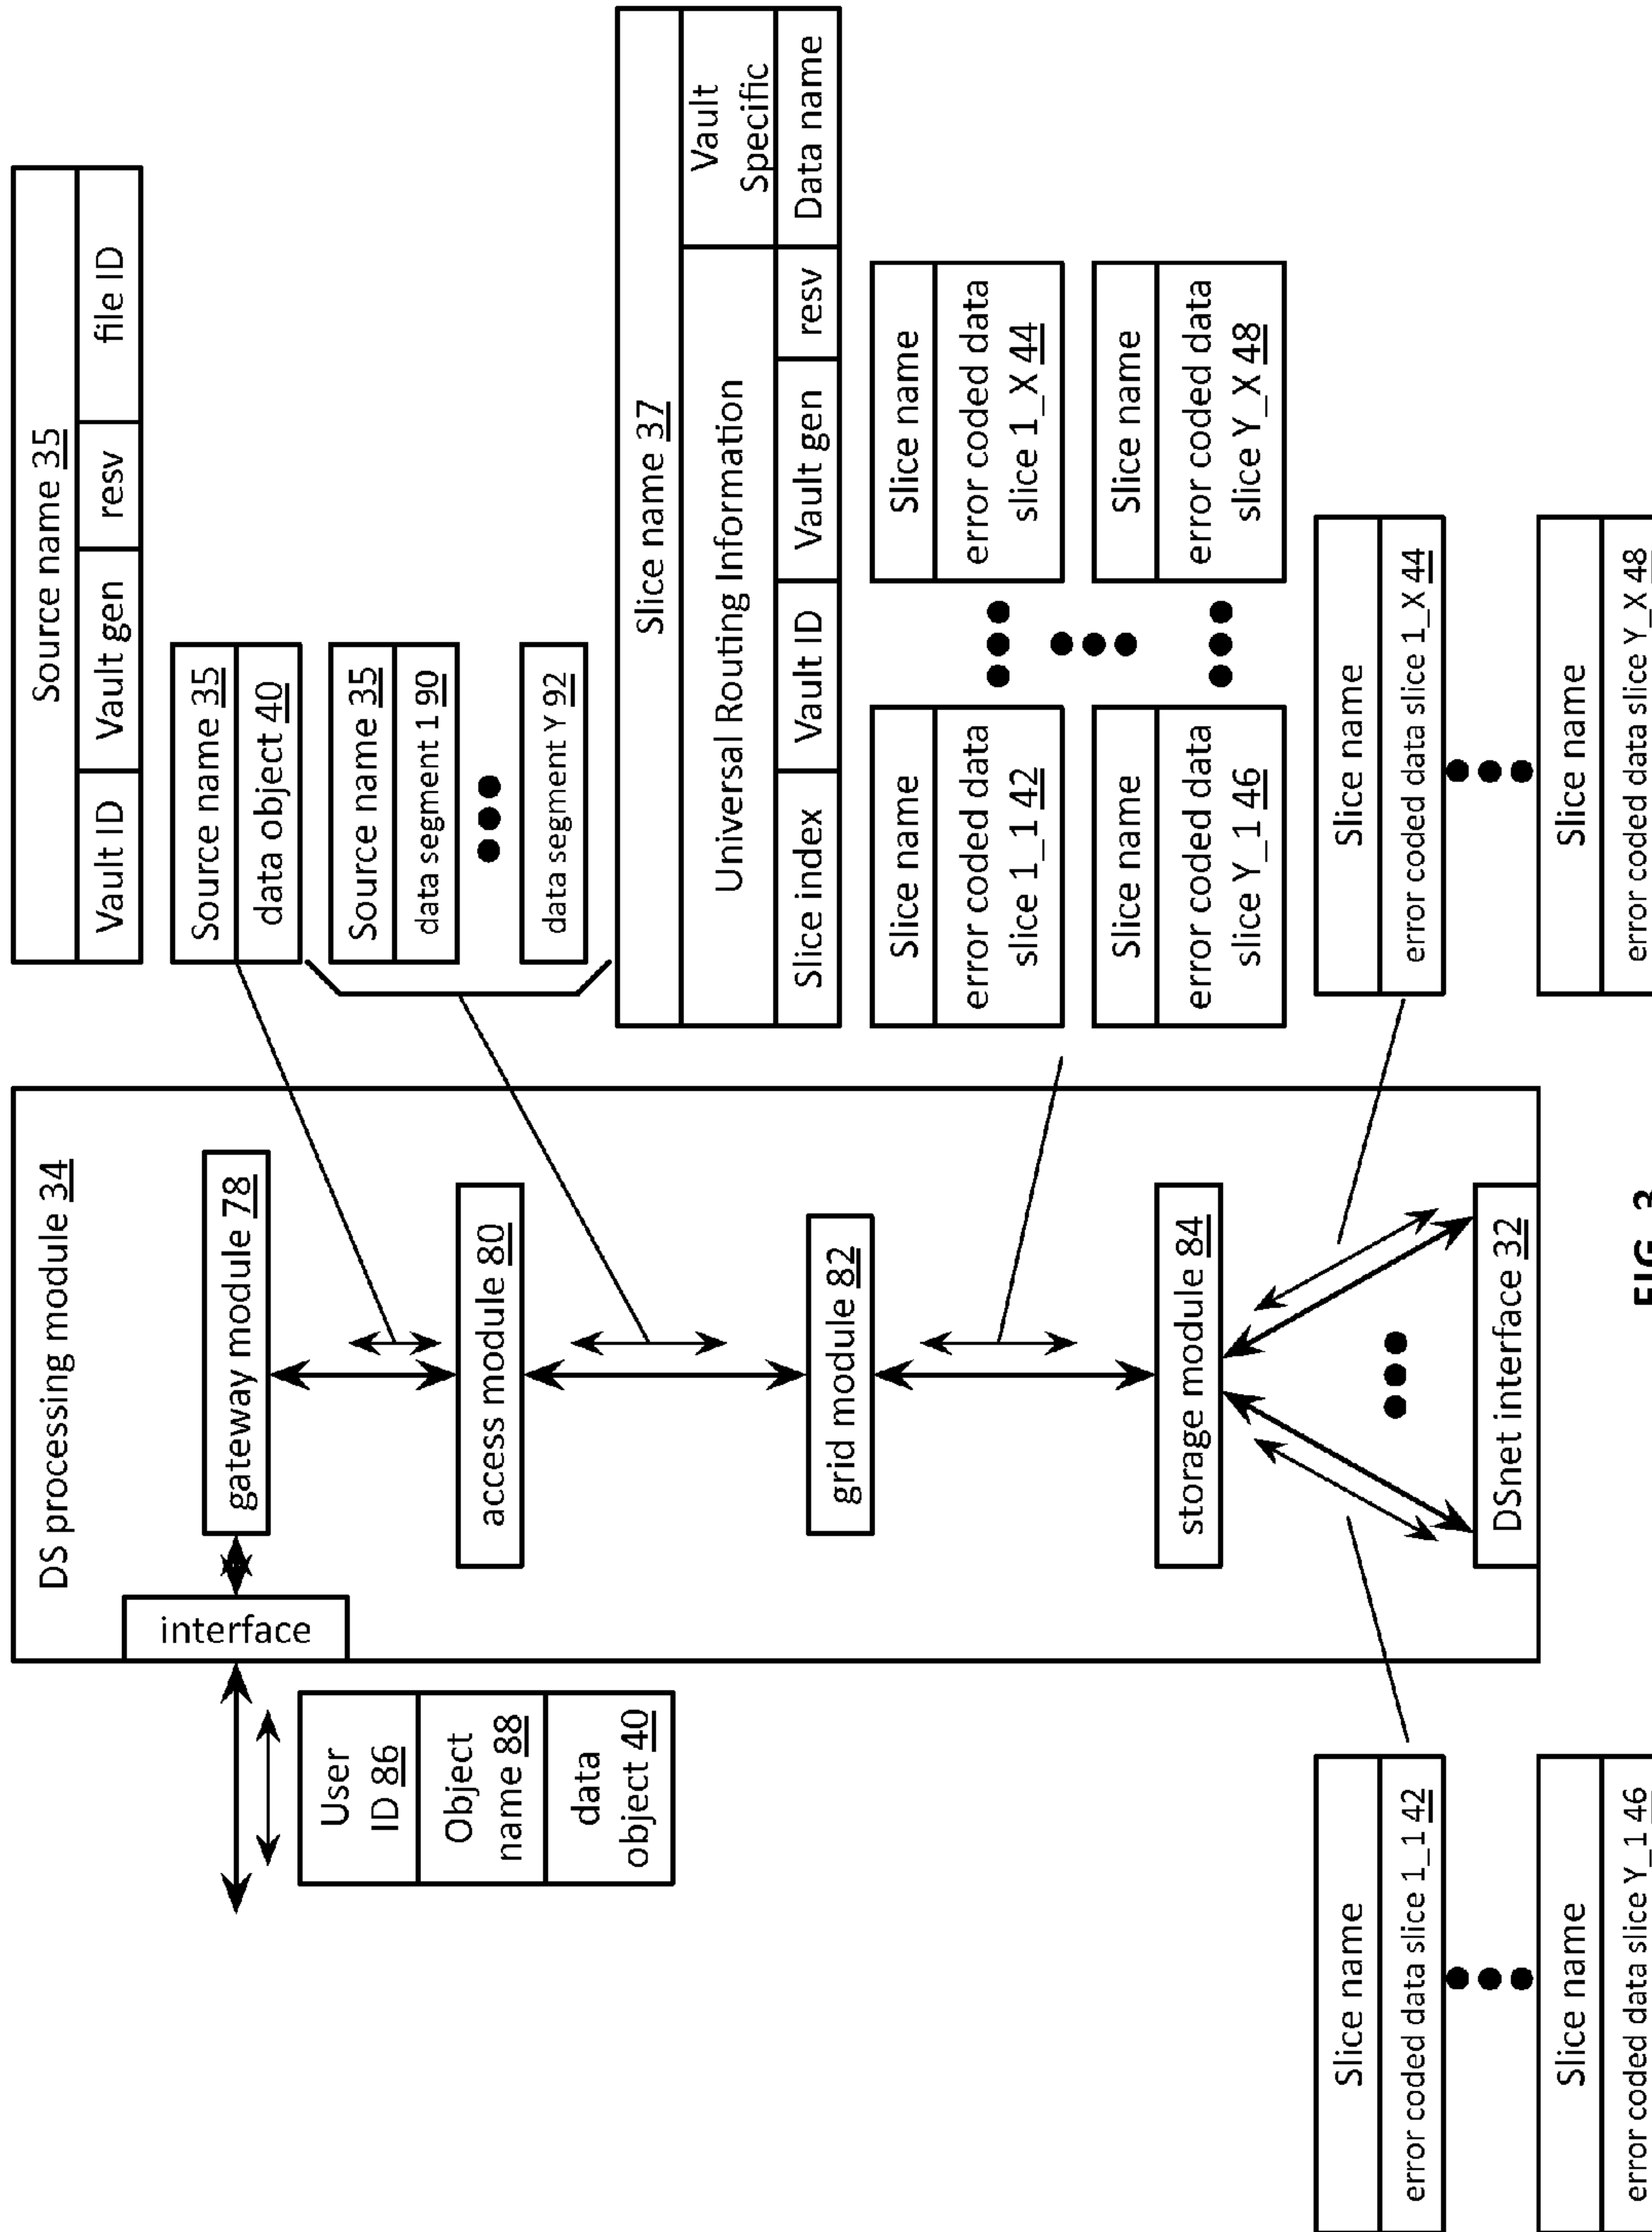 DS processing module 34
interface
gateway module 78
access module 80
grid module 82
storage module 84
DSnet interface 32
User
ID 86
Object
name 88
data
object 40
Source name 35
Vault ID
Vault gen
resv
file ID
Source name 35
data object 40
Source name 35
data segment 1 90
data segment Y 92
Slice name 37
Universal Routing Information
Vault
Specific
Slice index
Vault ID
Vault gen
resv
Data name
Slice name
error coded data
slice 1_1 42
Slice name
error coded data
slice 1_X 44
Slice name
error coded data
slice Y_1 46
Slice name
error coded data
slice Y_X 48
Slice name
error coded data slice 1_1 42
Slice name
error coded data slice Y_1 46
Slice name
error coded data slice 1_X 44
Slice name
error coded data slice Y_X 48
FIG. 3